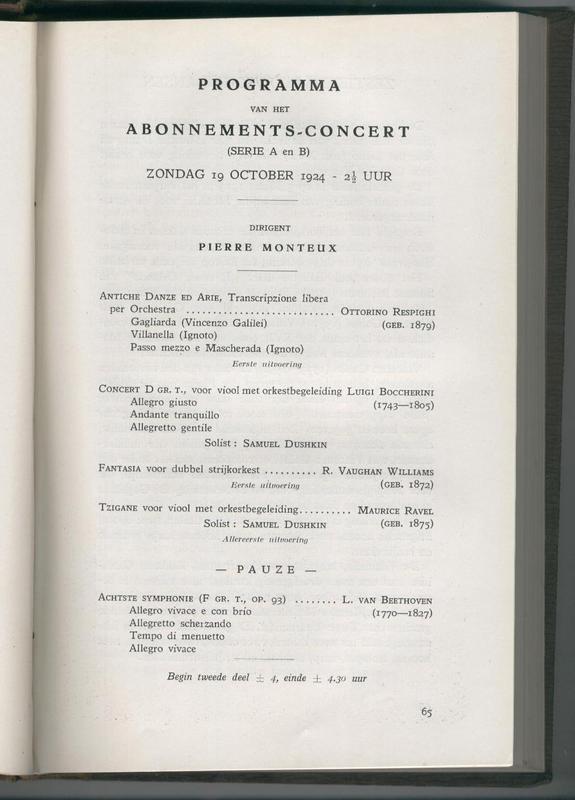 PROGRAMMA
VAN HET
ABONNEMENTS-CONCERT
(SERIE A en B)
ZONDAG 19 OCTOBER 1924 - 2½ UUR
DIRIGENT
PIERRE MONTEUX
ANTICHE DANZE ED ARIE, Transcripzione libera
per Orchestra ........................... OTTORINO RESPIGHI
Gagliarda (Vincenzo Galilei) (GEB. 1879)
Villanella (Ignoto)
Passo mezzo e Mascherada (Ignoto)
Eerste uitvoering
CONCERT D GR. T., voor viool met orkestbegeleiding LUIGI BOCCHERINI
Allegro giusto (1743—1805)
Andante tranquillo
Allegretto gentile
Solist: SAMUEL DUSHKIN
FANTASIA voor dubbel strijkorkest .......... R. VAUGHAN WILLIAMS
Eerste uitvoering (GEB. 1872)
TZIGANE voor viool met orkestbegeleiding.......... MAURICE RAVEL
Solist: SAMUEL DUSHKIN (GEB. 1875)
Allereerste uitvoering
— PAUZE —
ACHTSTE SYMPHONIE (F GR. T., OP. 93) ........ L. VAN BEETHOVEN
Allegro vivace e con brio (1770—1827)
Allegretto scherzando
Tempo di menuetto
Allegro vivace
Begin tweede deel ± 4, einde ± 4.30 uur
65